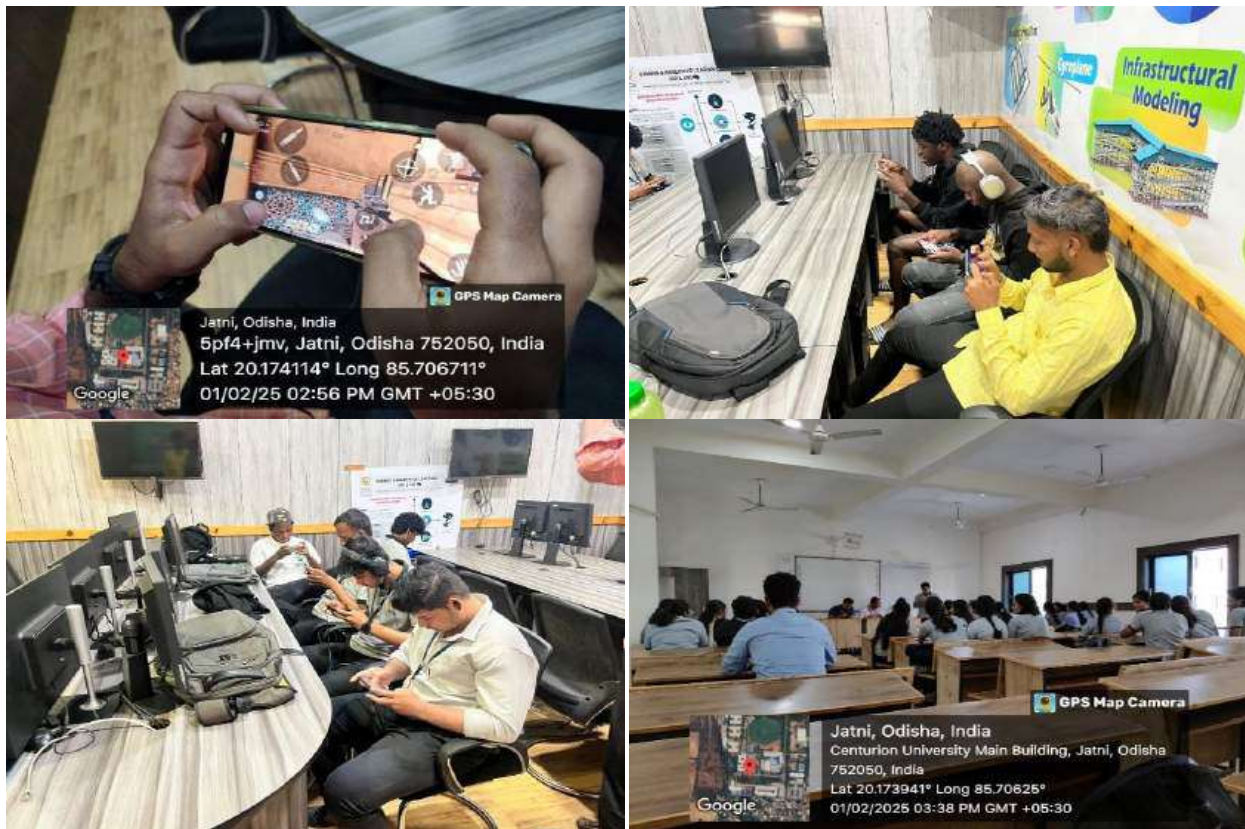 GPS Map Camera
Jatni, Odisha, India
5pf4+jmv, Jatni, Odisha 752050, India
Lat 20.174114° Long 85.706711°
01/02/25 02:56 PM GMT +05:30
Google
Gyroplane
Infrastructural
Modeling
GPS Map Camera
Jatni, Odisha, India
Centurion University Main Building, Jatni, Odisha
752050, India
Lat 20.173941° Long 85.70625°
01/02/2025 03:38 PM GMT +05:30
Google